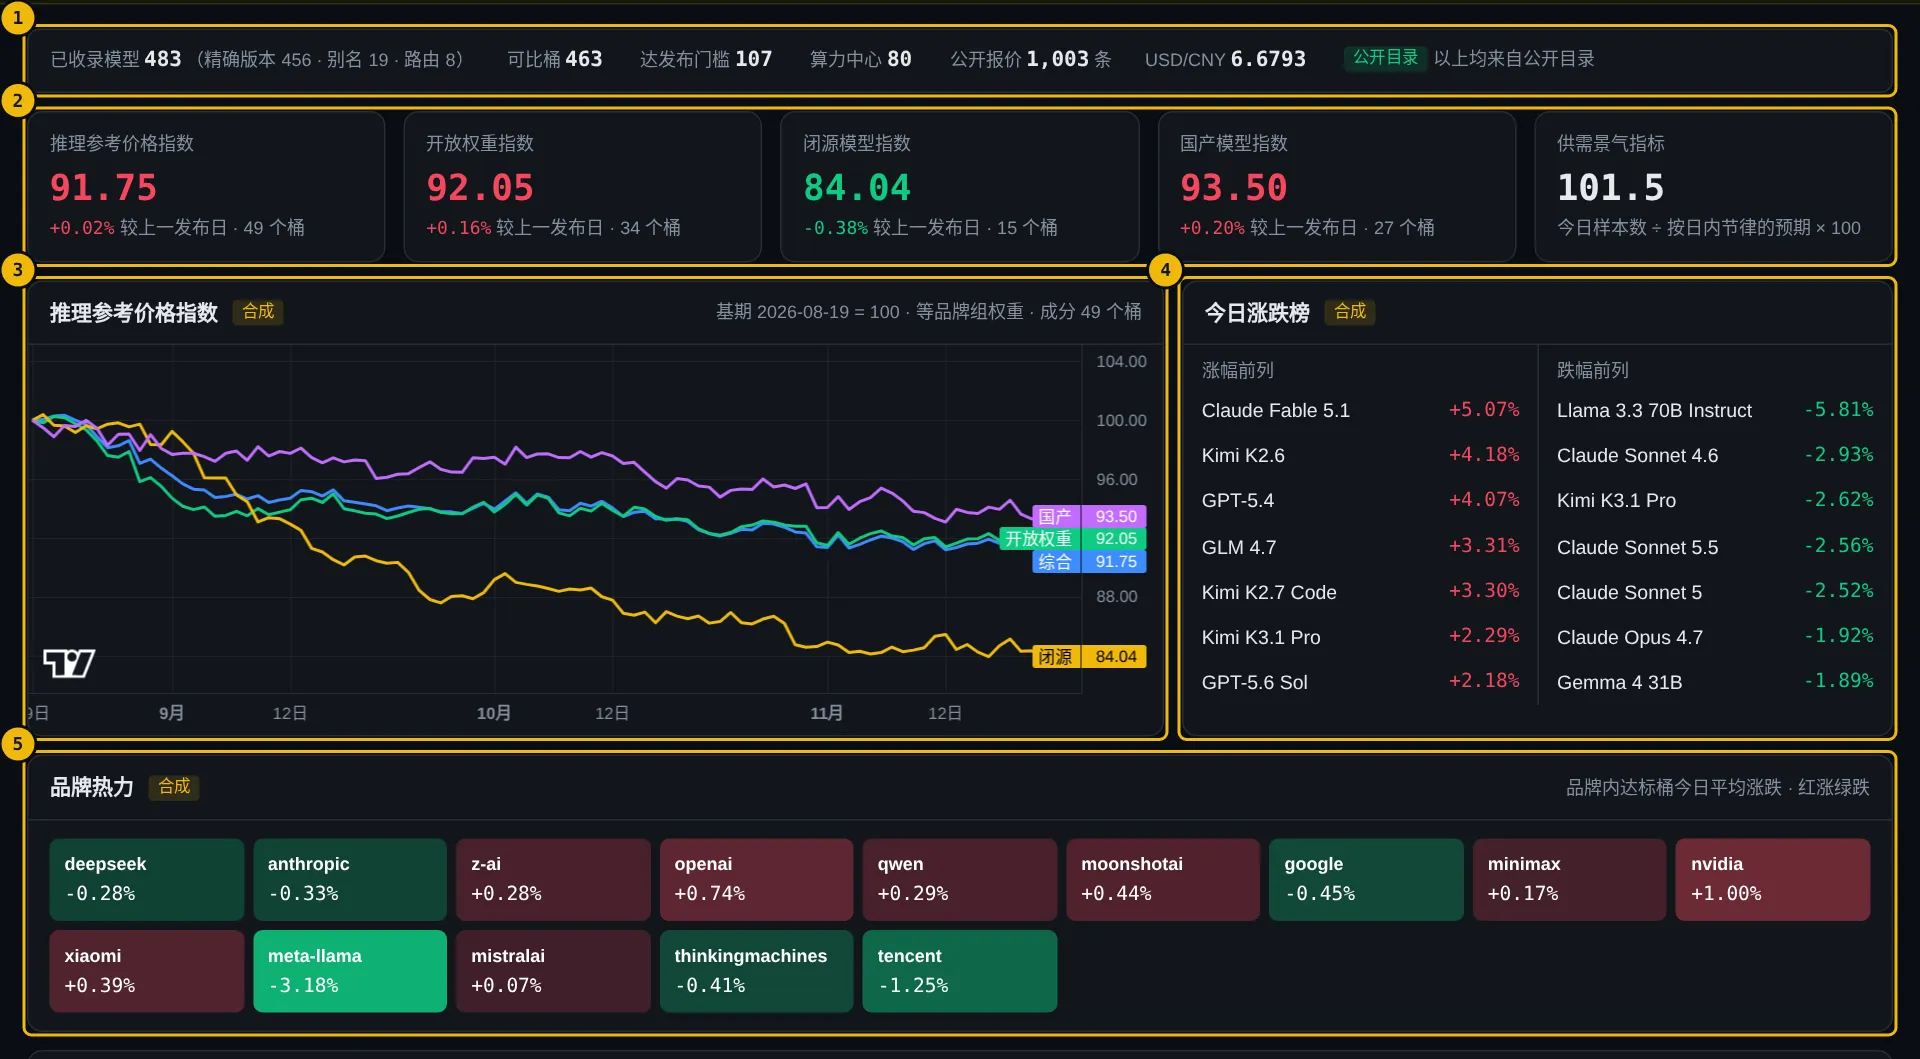 1
已收录模型 483 （精确版本 456 · 别名 19 · 路由 8） 可比桶 463 达发布门槛 107 算力中心 80 公开报价 1,003 条 USD/CNY 6.6793 公开目录 以上均来自公开目录
2
推理参考价格指数
91.75
+0.02% 较上一发布日 · 49 个桶
开放权重指数
92.05
+0.16% 较上一发布日 · 34 个桶
闭源模型指数
84.04
-0.38% 较上一发布日 · 15 个桶
国产模型指数
93.50
+0.20% 较上一发布日 · 27 个桶
供需景气指标
101.5
今日样本数 ÷ 按日内节律的预期 × 100
3
推理参考价格指数 合成 基期 2026-08-19 = 100 · 等品牌组权重 · 成分 49 个桶
104.00
100.00
96.00
国产 93.50
开放权重 92.05
综合 91.75
88.00
闭源 84.04
9日 9月 12日 10月 12日 11月 12日
4
今日涨跌榜 合成
涨幅前列
Claude Fable 5.1 +5.07%
Kimi K2.6 +4.18%
GPT-5.4 +4.07%
GLM 4.7 +3.31%
Kimi K2.7 Code +3.30%
Kimi K3.1 Pro +2.29%
GPT-5.6 Sol +2.18%
跌幅前列
Llama 3.3 70B Instruct -5.81%
Claude Sonnet 4.6 -2.93%
Kimi K3.1 Pro -2.62%
Claude Sonnet 5.5 -2.56%
Claude Sonnet 5 -2.52%
Claude Opus 4.7 -1.92%
Gemma 4 31B -1.89%
5
品牌热力 合成 品牌内达标桶今日平均涨跌 · 红涨绿跌
deepseek
-0.28%
anthropic
-0.33%
z-ai
+0.28%
openai
+0.74%
qwen
+0.29%
moonshotai
+0.44%
google
-0.45%
minimax
+0.17%
nvidia
+1.00%
xiaomi
+0.39%
meta-llama
-3.18%
mistralai
+0.07%
thinkingmachines
-0.41%
tencent
-1.25%